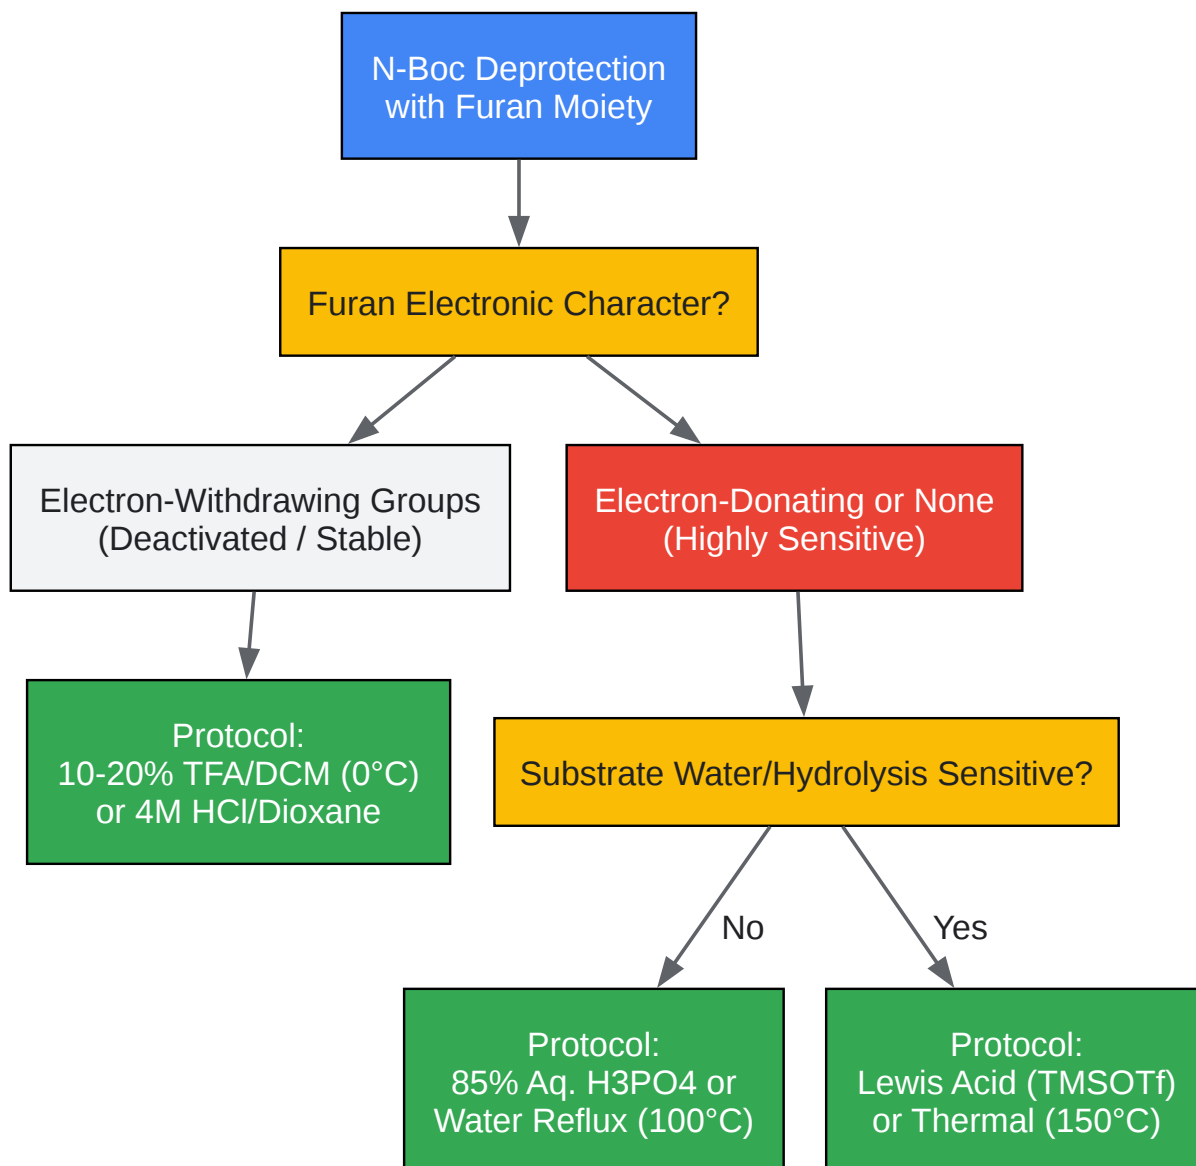 N-Boc Deprotection
with Furan Moiety
Furan Electronic Character?
Electron-Withdrawing Groups
(Deactivated / Stable)
Electron-Donating or None
(Highly Sensitive)
Protocol:
10-20% TFA/DCM (0°C)
or 4M HCl/Dioxane
Substrate Water/Hydrolysis Sensitive?
No
Yes
Protocol:
85% Aq. H3PO4 or
Water Reflux (100°C)
Protocol:
Lewis Acid (TMSOTf)
or Thermal (150°C)